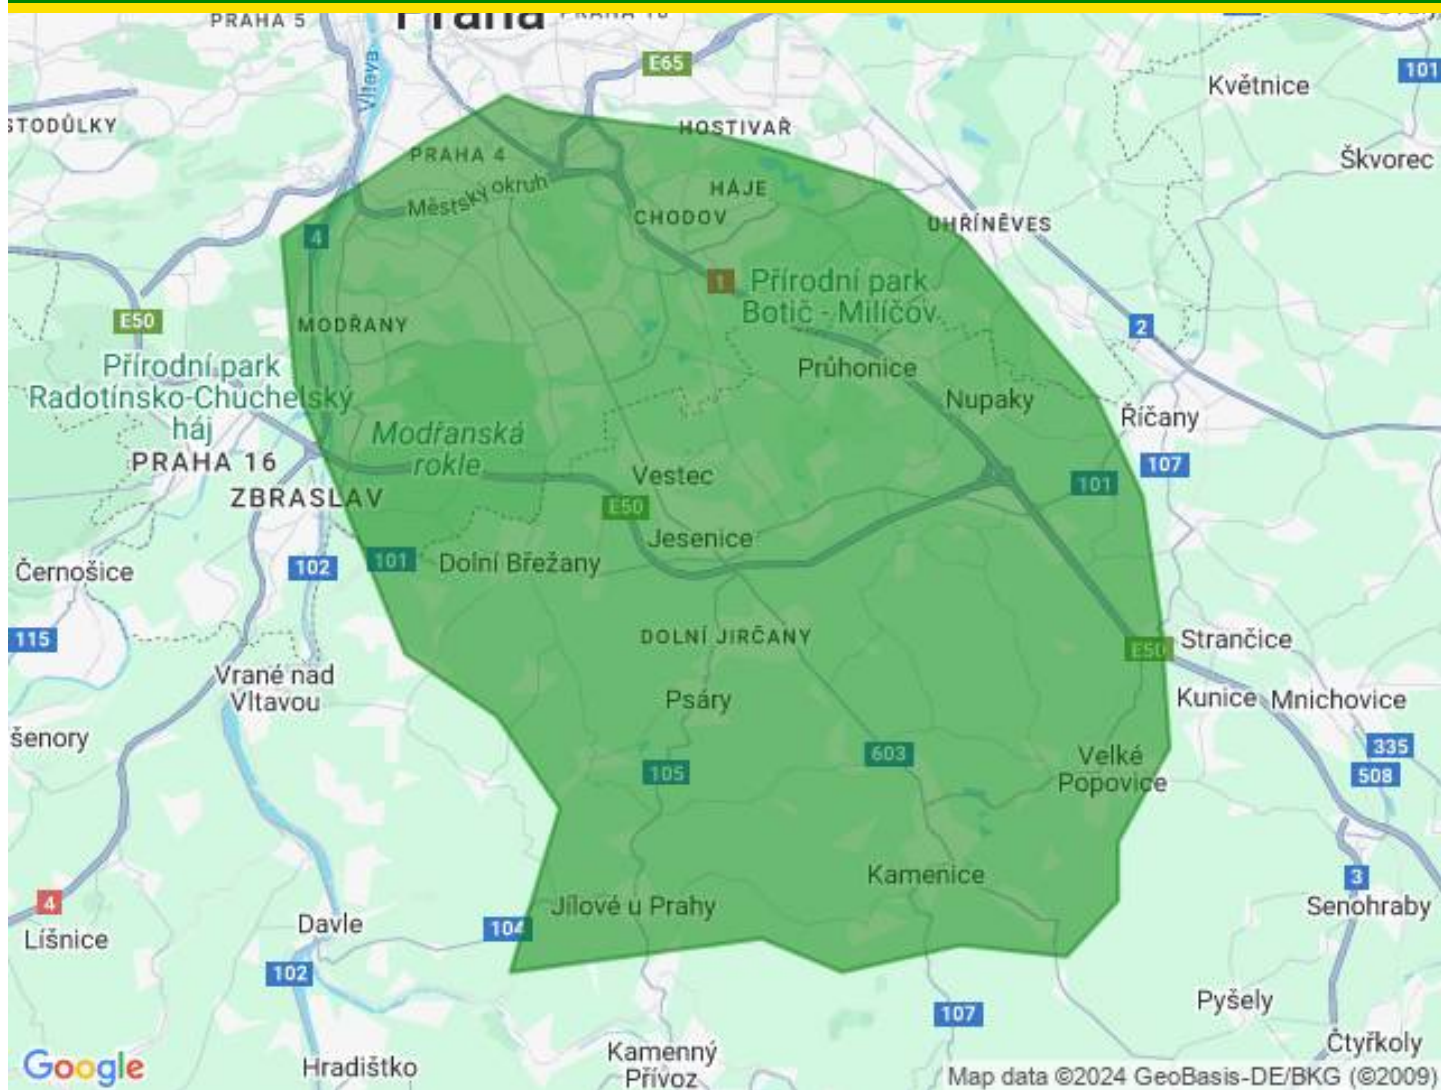 PRAHA 5
Praha
PRAHA 10
E65
Vltava
101
Květnice
STODŮLKY
HOSTIVAŘ
PRAHA 4
Škvorec
Městský okruh
HÁJE
CHODOV
UHŘÍNĚVES
4
1
Přírodní park
Botič - Milíčov
E50
MODŘANY
2
Přírodní park
Radotínsko-Chuchelský
háj
Průhonice
Nupaky
Říčany
Modřanská
rokle
PRAHA 16
107
Vestec
101
ZBRASLAV
E50
Jesenice
101
Dolní Břežany
Černošice
102
115
DOLNÍ JIRČANY
E50
Strančice
Vrané nad
Vltavou
Psáry
Kunice
Mnichovice
šenory
603
Velké
Popovice
335
105
508
Kamenice
3
4
Jílové u Prahy
Senohraby
Davle
104
Líšnice
102
Pyšely
107
Čtyřkoly
Kamenný
Přívoz
Google
Hradištko
Map data ©2024 GeoBasis-DE/BKG (©2009)